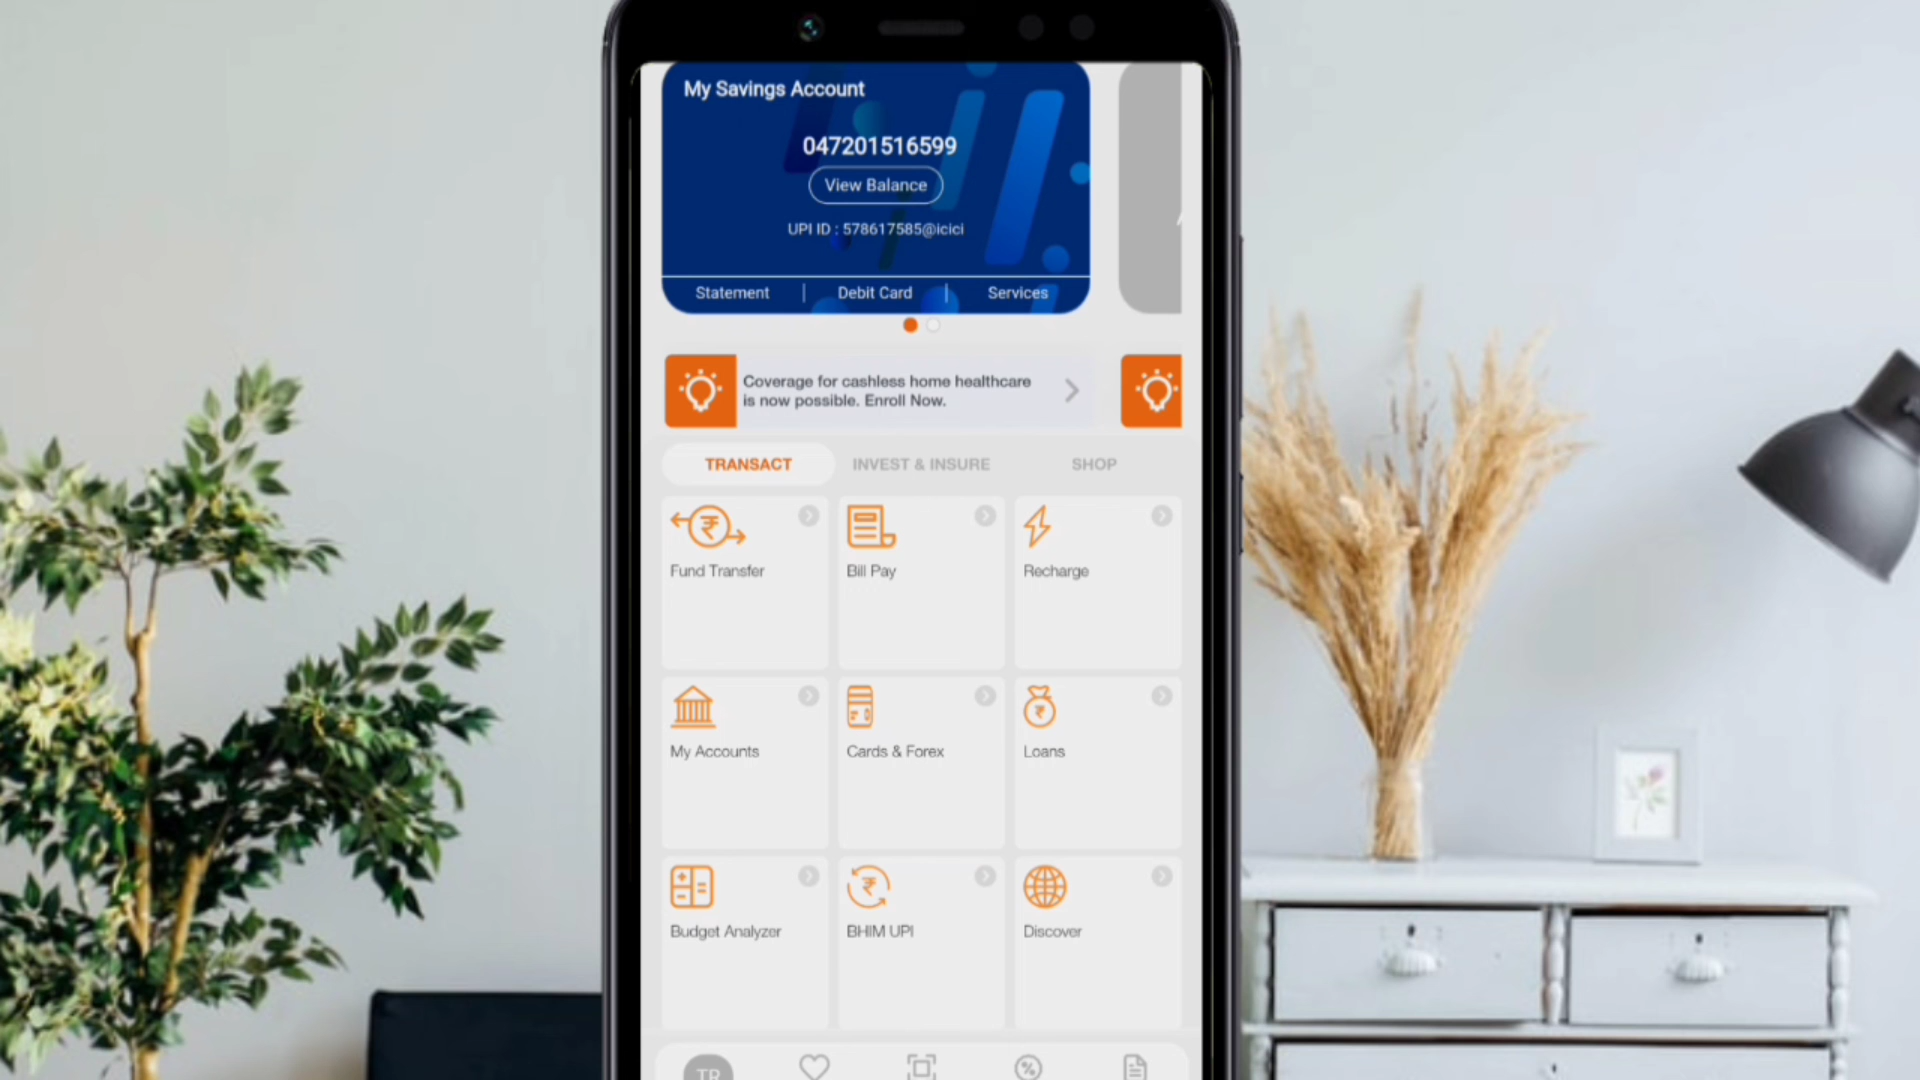 My Savings Account
047201516599
View Balance
UPI ID : 578617585@icici
Statement | Debit Card | Services
Coverage for cashless home healthcare
is now possible. Enroll Now.
TRANSACT INVEST & INSURE SHOP
Fund Transfer Bill Pay Recharge
My Accounts Cards & Forex Loans
Budget Analyzer BHIM UPI Discover
TR